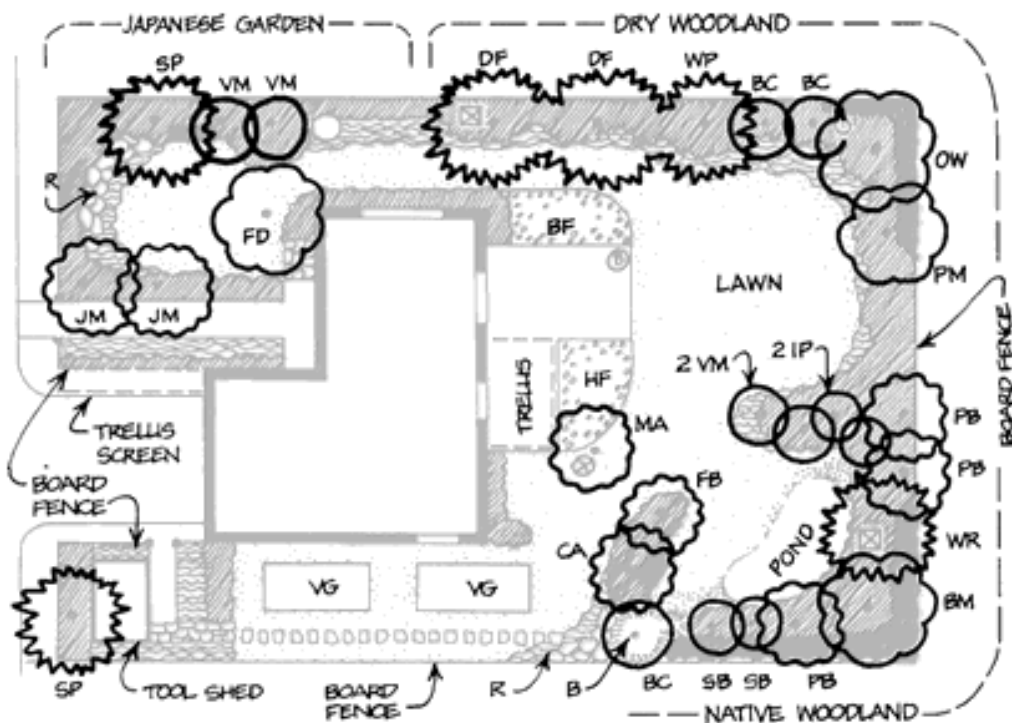 JAPANESE GARDEN
DRY WOODLAND
SP
VM
VM
DF
DF
WP
BC
BC
OW
R
FD
BF
PM
JM
JM
LAWN
2 VM
2 IP
BOARD FENCE
TRELLIS
HF
MA
PB
TRELLIS
SCREEN
FB
PB
BOARD
FENCE
POND
WR
CA
VG
VG
BM
SP
TOOL SHED
BOARD
FENCE
R
B
BC
SB
SB
PB
NATIVE WOODLAND